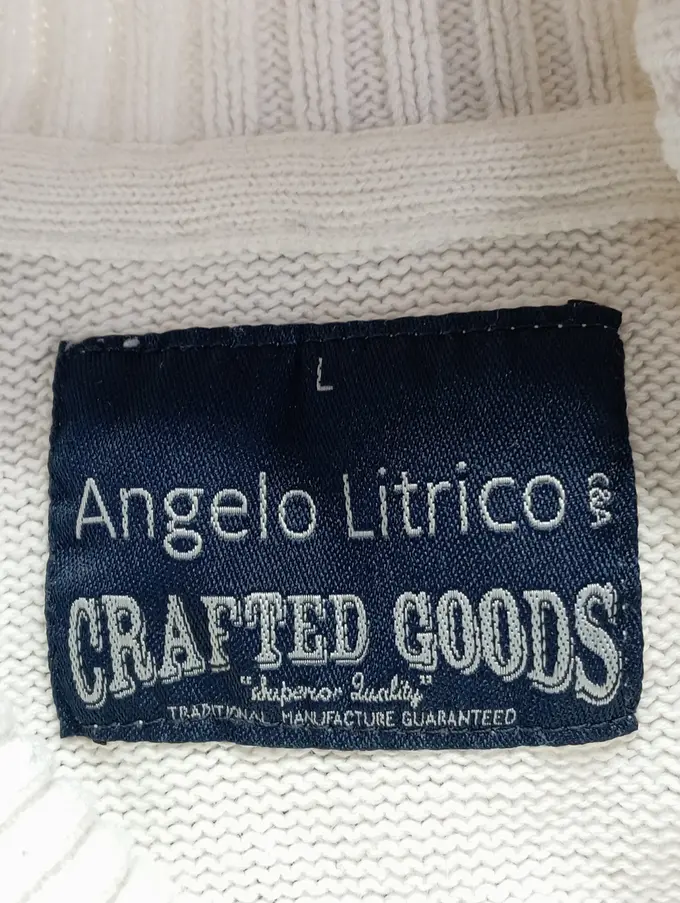 L
Angelo Litrico C&A
CRAFTED GOODS
"Superior Quality"
TRADITIONAL MANUFACTURE GUARANTEED